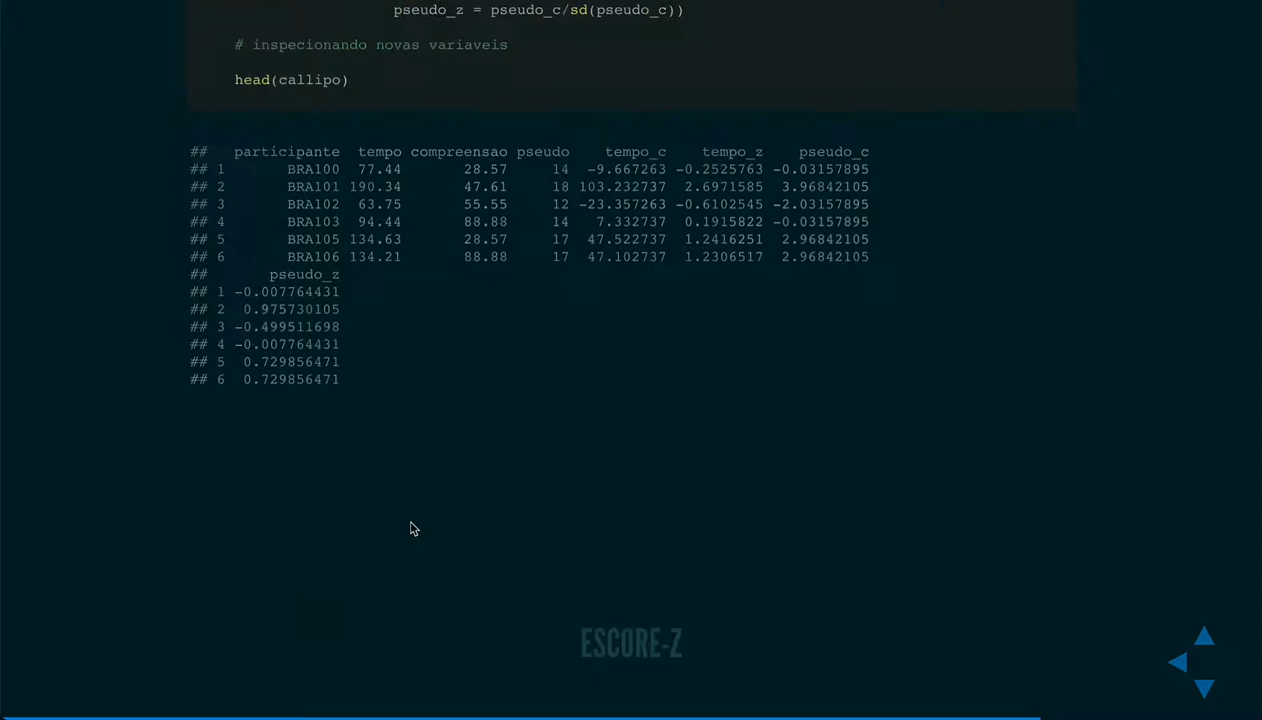 pseudo_z = pseudo_c/sd(pseudo_c))
# inspecionando novas variaveis
head(callipo)
##   participante  tempo compreensao pseudo    tempo_c    tempo_z    pseudo_c
## 1       BRA100  77.44       28.57     14  -9.667263 -0.2525763 -0.03157895
## 2       BRA101 190.34       47.61     18 103.232737  2.6971585  3.96842105
## 3       BRA102  63.75       55.55     12 -23.357263 -0.6102545 -2.03157895
## 4       BRA103  94.44       88.88     14   7.332737  0.1915822 -0.03157895
## 5       BRA105 134.63       28.57     17  47.522737  1.2416251  2.96842105
## 6       BRA106 134.21       88.88     17  47.102737  1.2306517  2.96842105
##       pseudo_z
## 1 -0.007764431
## 2  0.975730105
## 3 -0.499511698
## 4 -0.007764431
## 5  0.729856471
## 6  0.729856471
ESCORE-Z